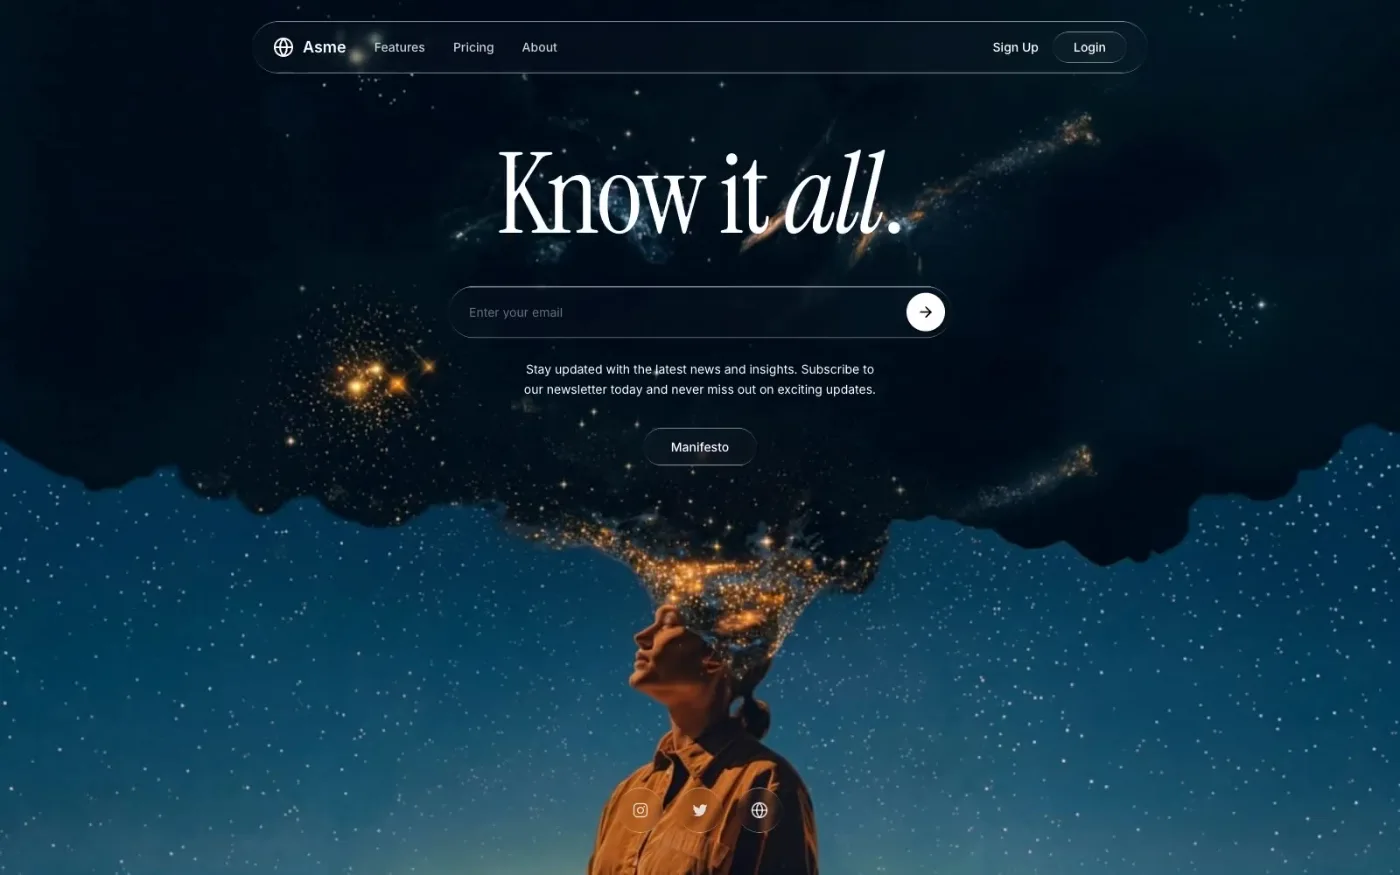 Asme
Features
Pricing
About
Sign Up
Login
Know it all.
Enter your email
Stay updated with the latest news and insights. Subscribe to
our newsletter today and never miss out on exciting updates.
Manifesto